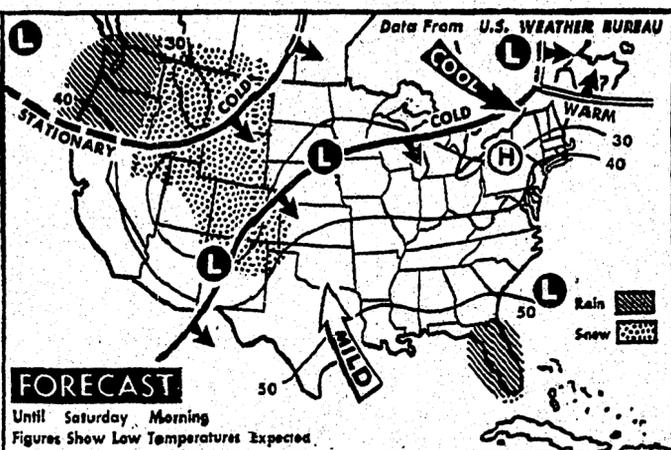 Data From U.S. WEATHER BUREAU
L
L
30
COOL
?
40
COLD
COLD
WARM
STATIONARY
L
H
30
40
L
L
50
Rain
Snow
MILD
50
FORECAST
Until Saturday Morning
Figures Show Low Temperatures Expected